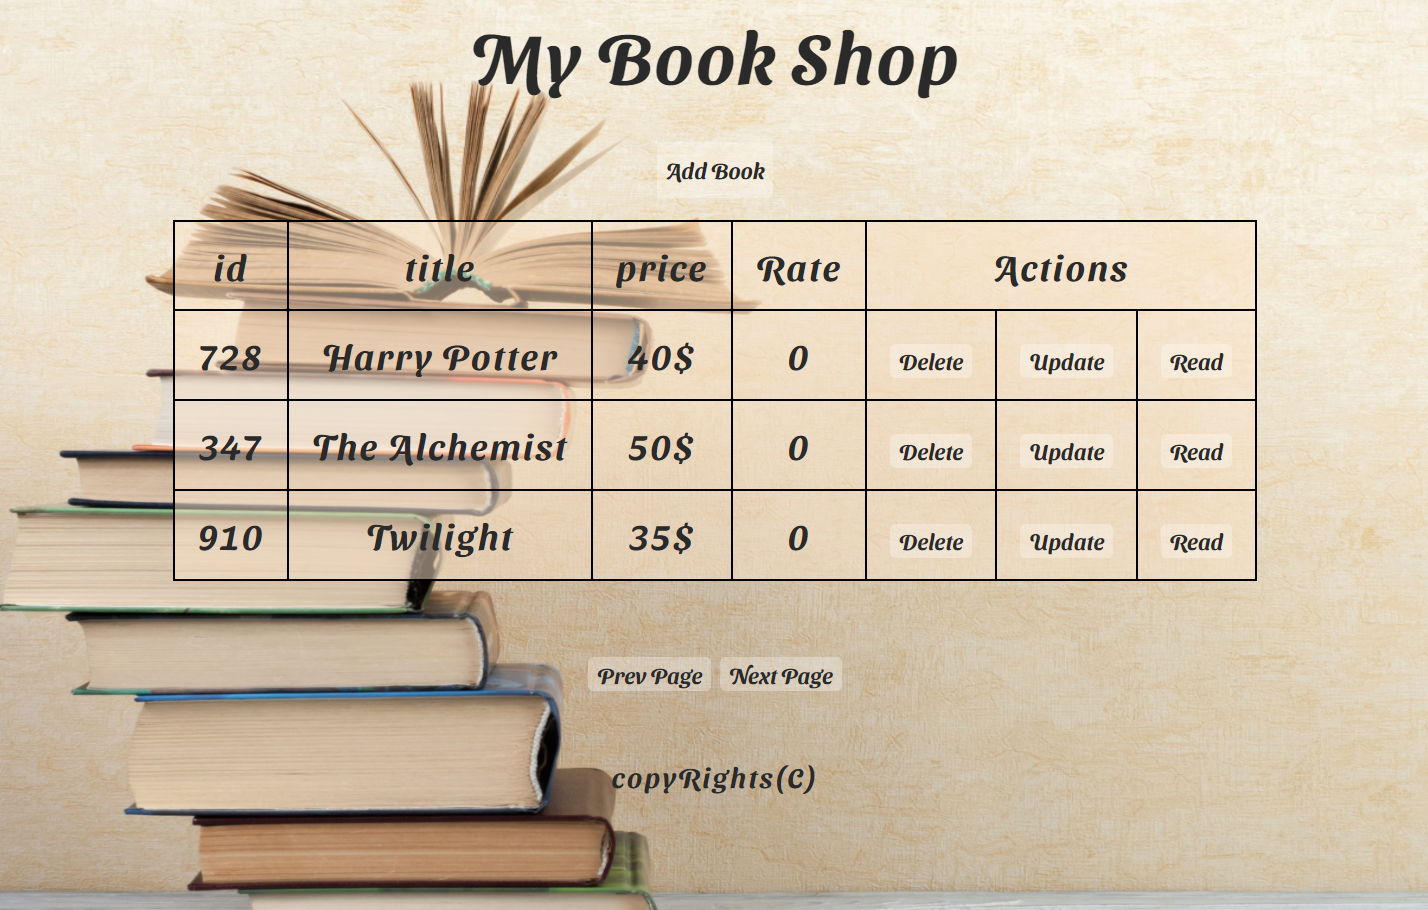 My Book Shop
Add Book
id title price Rate Actions
728 Harry Potter 40$ 0 Delete Update Read
347 The Alchemist 50$ 0 Delete Update Read
910 Twilight 35$ 0 Delete Update Read
Prev Page Next Page
copyRights(C)